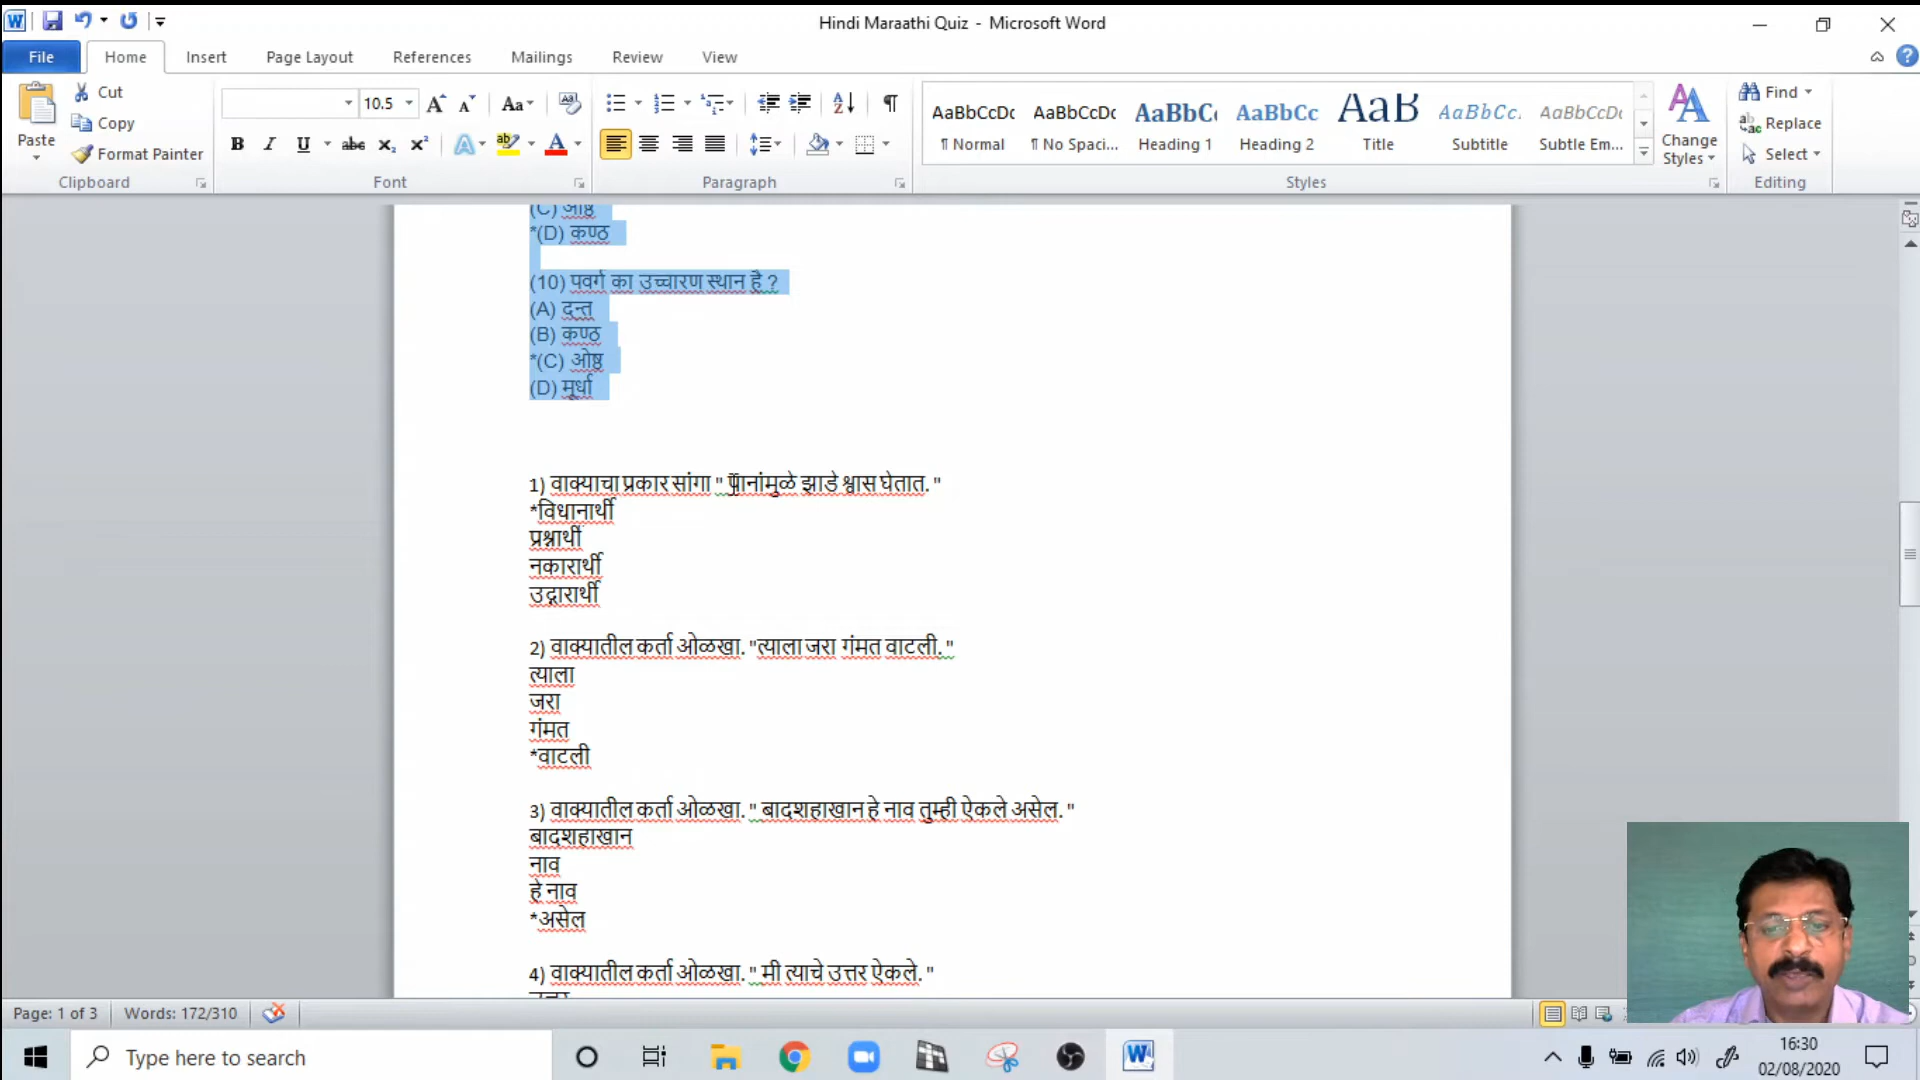 Hindi Maraathi Quiz - Microsoft Word
File Home Insert Page Layout References Mailings Review View
Cut
Copy
Format Painter
Paste
10.5
AaBbCcDc AaBbCcDc AaBbC AaBbCc AaB AaBbCc. AaBbCcDc
¶ Normal ¶ No Spaci... Heading 1 Heading 2 Title Subtitle Subtle Em...
Change
Styles
Find
Replace
Select
Clipboard Font Paragraph Styles Editing
(C) ओष्ठ
*(D) कण्ठ
(10) पवर्ग का उच्चारण स्थान है ?
(A) दन्त
(B) कण्ठ
*(C) ओष्ठ
(D) मूर्धा
1) वाक्याचा प्रकार सांगा " पानांमुळे झाडे श्वास घेतात. "
*विधानार्थी
प्रश्नार्थी
नकारार्थी
उद्गारार्थी
2) वाक्यातील कर्ता ओळखा. "त्याला जरा गंमत वाटली. "
त्याला
जरा
गंमत
*वाटली
3) वाक्यातील कर्ता ओळखा. " बादशहाखान हे नाव तुम्ही ऐकले असेल. "
बादशहाखान
नाव
हे नाव
*असेल
4) वाक्यातील कर्ता ओळखा. " मी त्याचे उत्तर ऐकले. "
Page: 1 of 3 Words: 172/310
Type here to search
16:30
02/08/2020